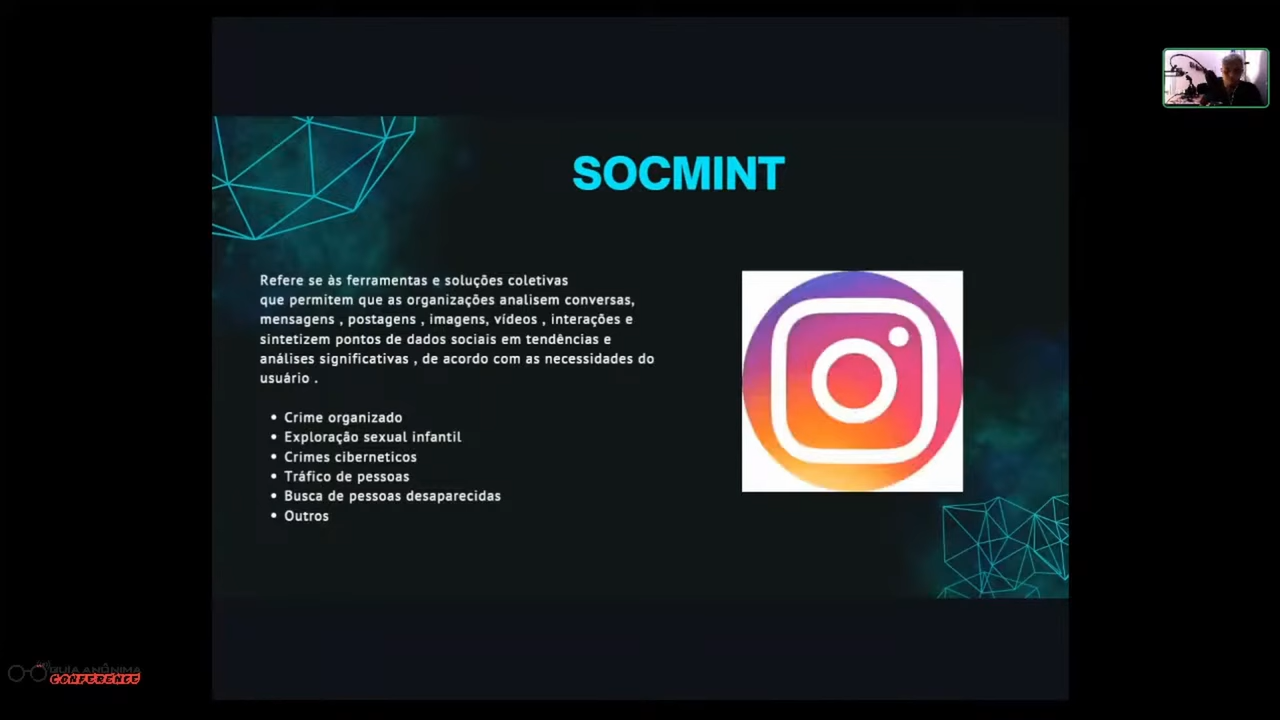 SOCMINT
Refere se às ferramentas e soluções coletivas
que permitem que as organizações analisem conversas,
mensagens , postagens , imagens, vídeos , interações e
sintetizem pontos de dados sociais em tendências e
análises significativas , de acordo com as necessidades do
usuário .
• Crime organizado
• Exploração sexual infantil
• Crimes ciberneticos
• Tráfico de pessoas
• Busca de pessoas desaparecidas
• Outros
GUIA ANÔNIMA
CONFERENCE